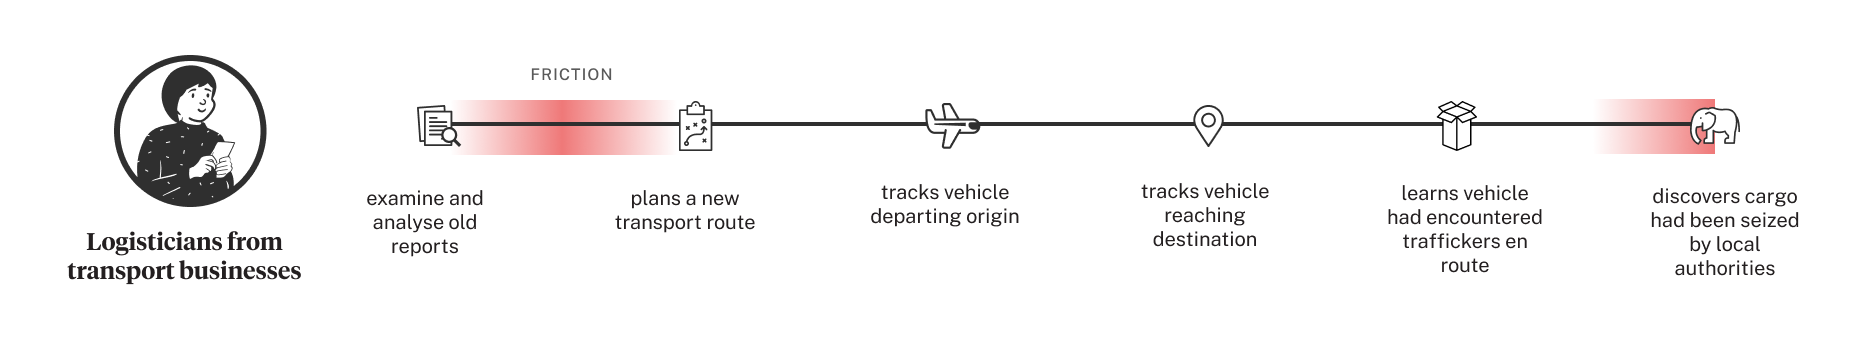 FRICTION
Logisticians from
transport businesses
examine and
analyse old
reports
plans a new
transport route
tracks vehicle
departing origin
tracks vehicle
reaching
destination
learns vehicle
had encountered
traffickers en
route
discovers cargo
had been seized
by local
authorities